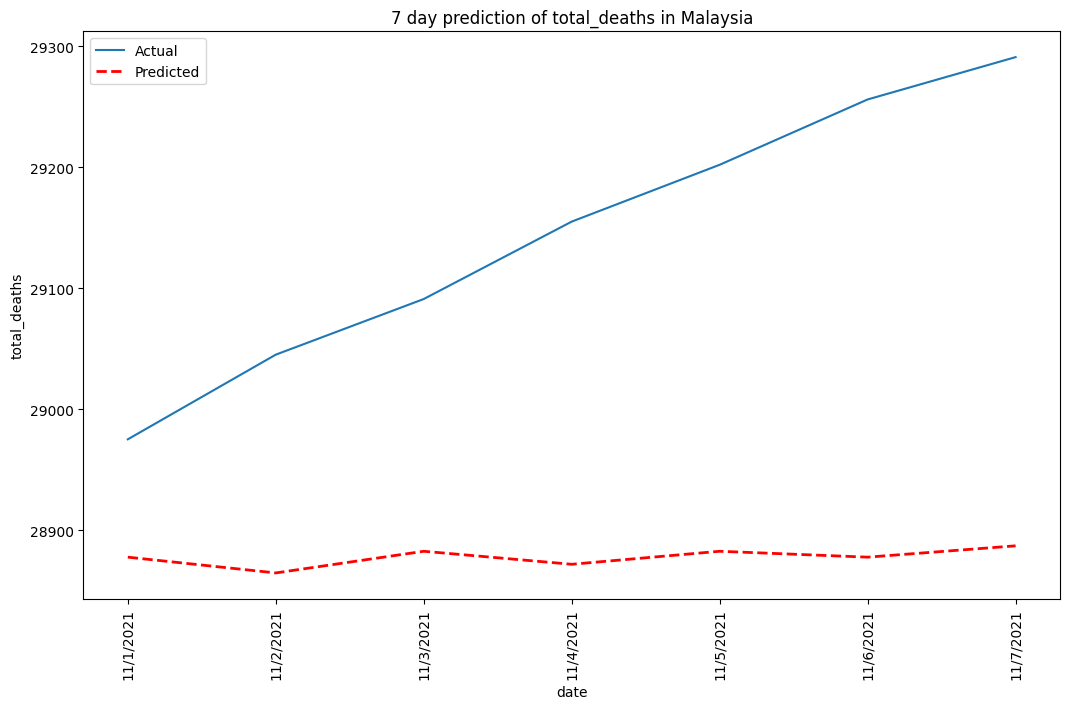 7 day prediction of total_deaths in Malaysia
Actual
Predicted
29300
29200
29100
29000
28900
total_deaths
11/1/2021
11/2/2021
11/3/2021
11/4/2021
11/5/2021
11/6/2021
11/7/2021
date